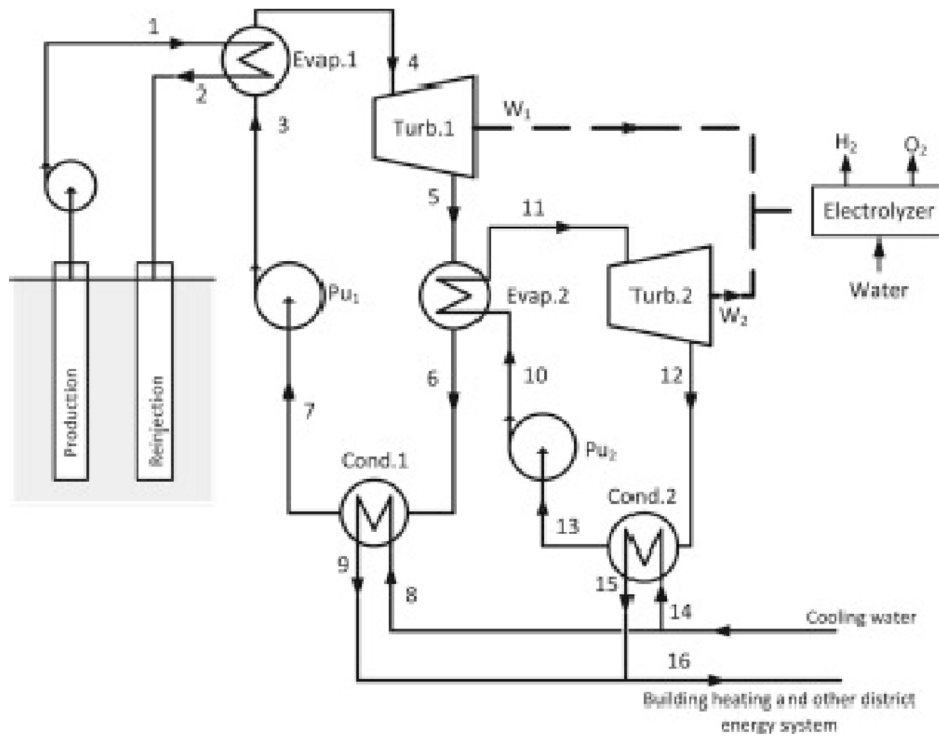 1
Evap.1
2
3
4
Turb.1
W₁
H₂
O₂
Electrolyzer
Water
5
11
Pu₁
Evap.2
Turb.2
W₂
Production
Reinjection
6
10
12
7
Pu₂
Cond.1
Cond.2
13
9
8
15
14
Cooling water
16
Building heating and other district
energy system